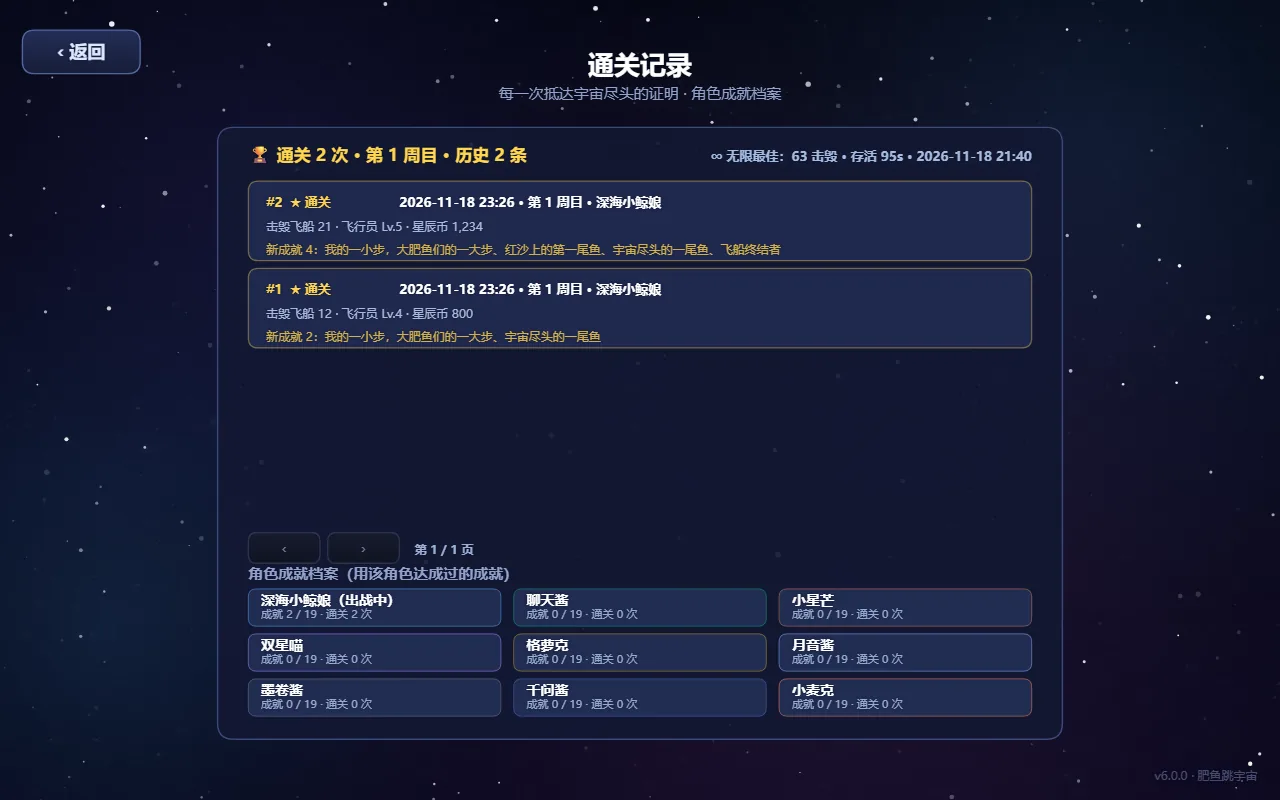 ‹ 返回
通关记录
每一次抵达宇宙尽头的证明 · 角色成就档案
🏆 通关 2 次 • 第 1 周目 • 历史 2 条
∞ 无限最佳：63 击毁 • 存活 95s • 2026-11-18 21:40
#2 ★ 通关 2026-11-18 23:26 • 第 1 周目 • 深海小鲸娘
击毁飞船 21 · 飞行员 Lv.5 · 星辰币 1,234
新成就 4：我的一小步，大肥鱼们的一大步、红沙上的第一尾鱼、宇宙尽头的一尾鱼、飞船终结者
#1 ★ 通关 2026-11-18 23:26 • 第 1 周目 • 深海小鲸娘
击毁飞船 12 · 飞行员 Lv.4 · 星辰币 800
新成就 2：我的一小步，大肥鱼们的一大步、宇宙尽头的一尾鱼
‹ › 第 1 / 1 页
角色成就档案（用该角色达成过的成就）
深海小鲸娘（出战中）
成就 2 / 19 · 通关 2 次
聊天酱
成就 0 / 19 · 通关 0 次
小星芒
成就 0 / 19 · 通关 0 次
双星喵
成就 0 / 19 · 通关 0 次
格萝克
成就 0 / 19 · 通关 0 次
月音酱
成就 0 / 19 · 通关 0 次
墨卷酱
成就 0 / 19 · 通关 0 次
千问酱
成就 0 / 19 · 通关 0 次
小麦克
成就 0 / 19 · 通关 0 次
v6.0.0 · 肥鱼跳宇宙